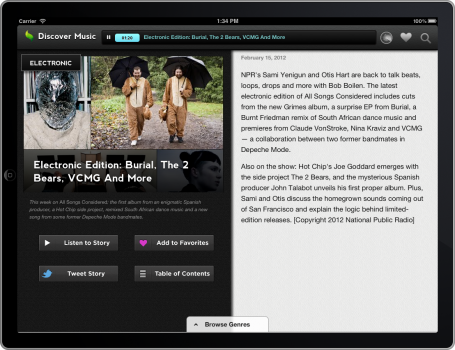 Carrier
1:34 PM
100%
Discover Music
01:20
Electronic Edition: Burial, The 2 Bears, VCMG And More
ELECTRONIC
Electronic Edition: Burial, The 2
Bears, VCMG And More
This week on All Songs Considered: the first album from an enigmatic Spanish
producer, a Hot Chip side project, remixed South African dance music and a new
song from some former Depeche Mode bandmates.
Listen to Story
Add to Favorites
Tweet Story
Table of Contents
February 15, 2012
NPR's Sami Yenigun and Otis Hart are back to talk beats,
loops, drops and more with Bob Boilen. The latest
electronic edition of All Songs Considered includes cuts
from the new Grimes album, a surprise EP from Burial, a
Burnt Friedman remix of South African dance music and
premieres from Claude VonStroke, Nina Kraviz and VCMG
— a collaboration between two former bandmates in
Depeche Mode.
Also on the show: Hot Chip's Joe Goddard emerges with
the side project The 2 Bears, and the mysterious Spanish
producer John Talabot unveils his first proper album. Plus,
Sami and Otis discuss the homegrown sounds coming out
of San Francisco and explain the logic behind limited-
edition releases. [Copyright 2012 National Public Radio]
Browse Genres